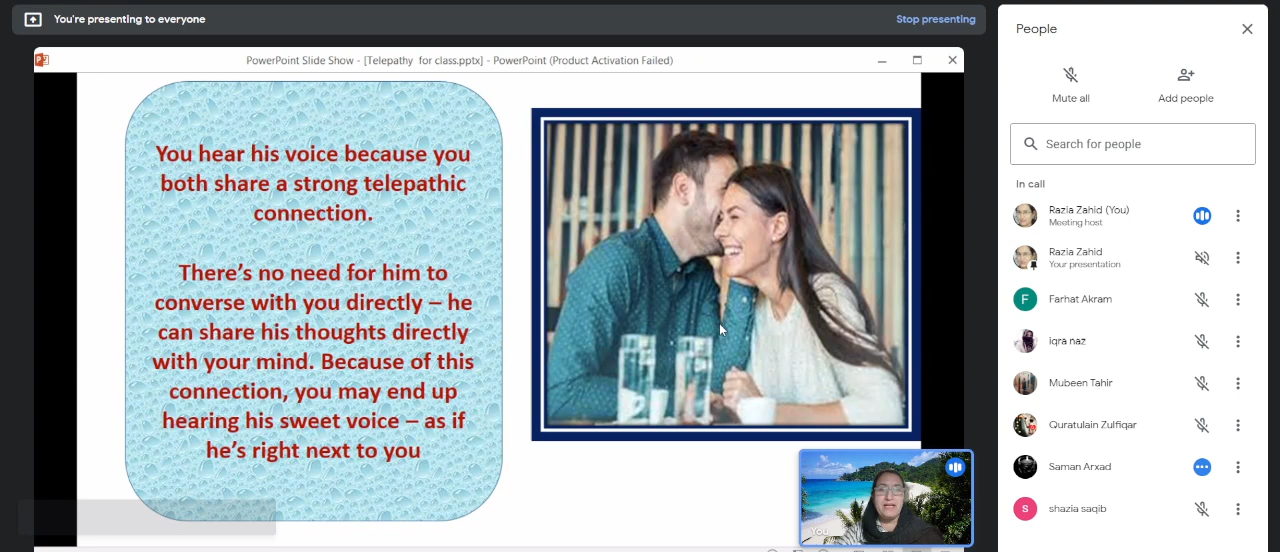 You're presenting to everyone
Stop presenting
PowerPoint Slide Show - [Telepathy for class.pptx] - PowerPoint (Product Activation Failed)
You hear his voice because you
both share a strong telepathic
connection.
There's no need for him to
converse with you directly – he
can share his thoughts directly
with your mind. Because of this
connection, you may end up
hearing his sweet voice – as if
he's right next to you
You
People
Mute all
Add people
Search for people
In call
Razia Zahid (You)
Meeting host
Razia Zahid
Your presentation
F
Farhat Akram
iqra naz
Mubeen Tahir
Quratulain Zulfiqar
Saman Arxad
s
shazia saqib